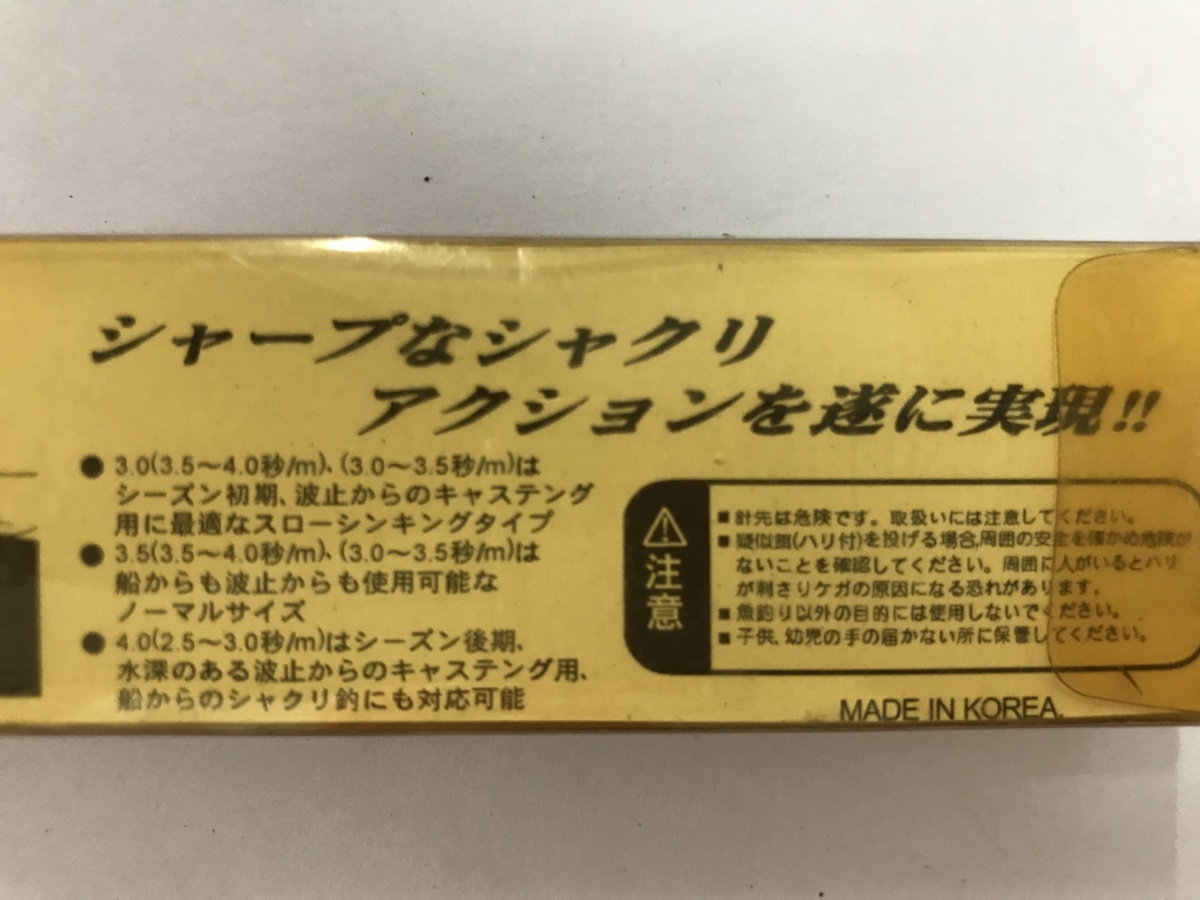 シャープなシャクリ
アクションを遂に実現!!
● 3.0(3.5～4.0秒/m)、(3.0～3.5秒/m)は
シーズン初期、波止からのキャステング
用に最適なスローシンキングタイプ
● 3.5(3.5～4.0秒/m)、(3.0～3.5秒/m)は
船からも波止からも使用可能な
ノーマルサイズ
● 4.0(2.5～3.0秒/m)はシーズン後期、
水深のある波止からのキャステング用、
船からのシャクリ釣にも対応可能
注意
■ 針先は危険です。取扱いには注意してください。
■ 疑似餌(ハリ付)を投げる場合,周囲の安全を確かめ危険が
ないことを確認してください。周囲に人がいるとハリ
が刺さりケガの原因になる恐れがあります。
■ 魚釣り以外の目的には使用しないでください。
■ 子供、幼児の手の届かない所に保管してください。
MADE IN KOREA.